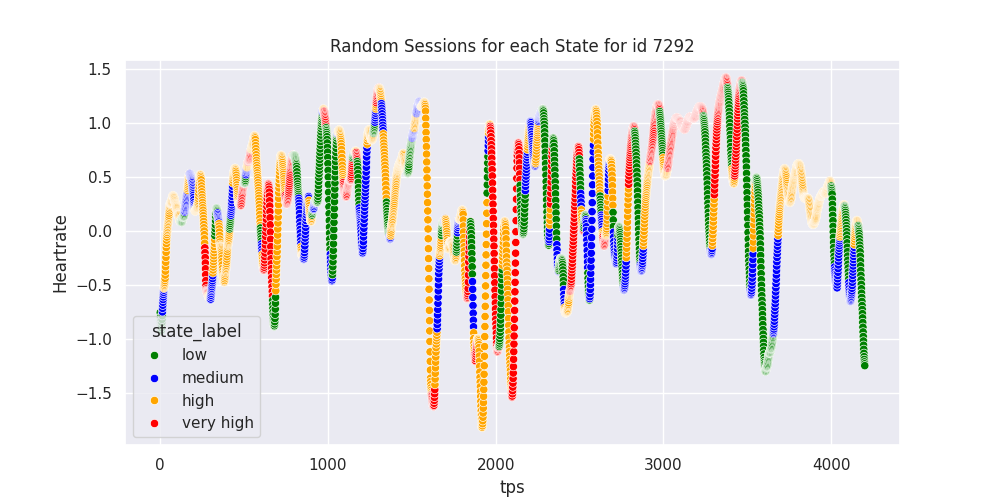 Random Sessions for each State for id 7292
Heartrate
1.5
1.0
0.5
0.0
−0.5
−1.0
−1.5
state_label
low
medium
high
very high
0 1000 2000 3000 4000
tps